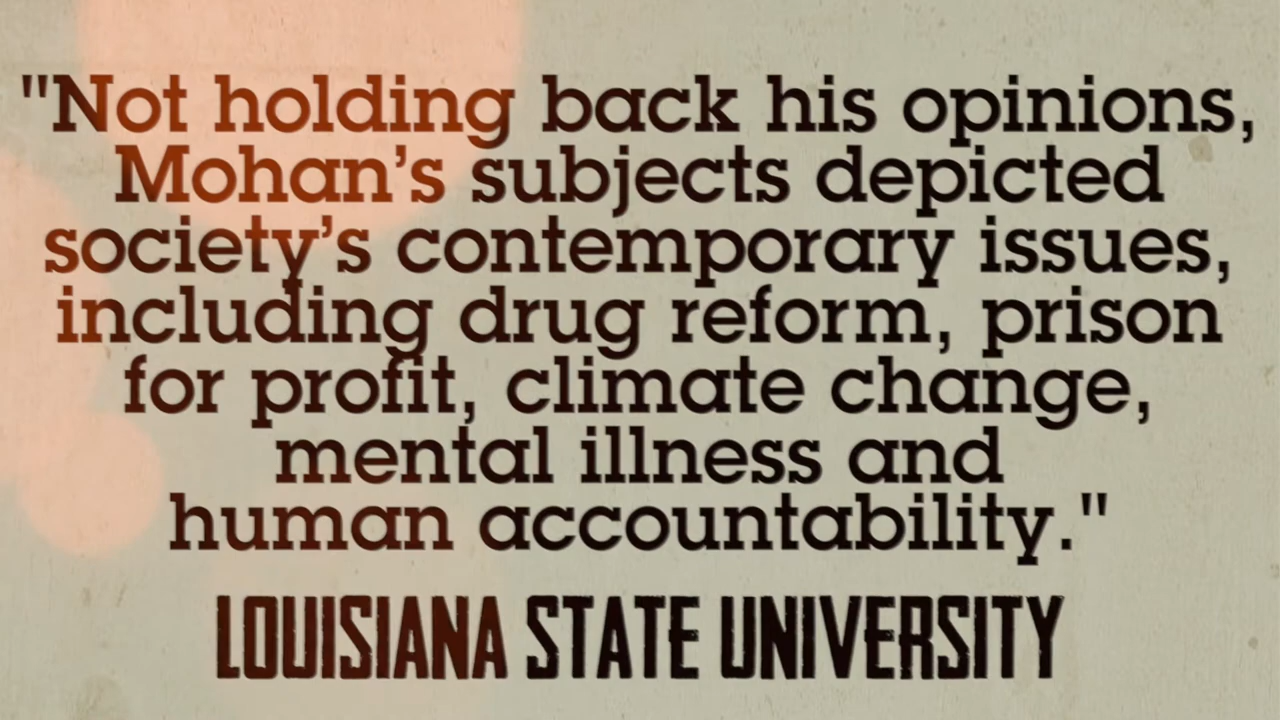 "Not holding back his opinions,
Mohan’s subjects depicted
society’s contemporary issues,
including drug reform, prison
for profit, climate change,
mental illness and
human accountability."
LOUISIANA STATE UNIVERSITY